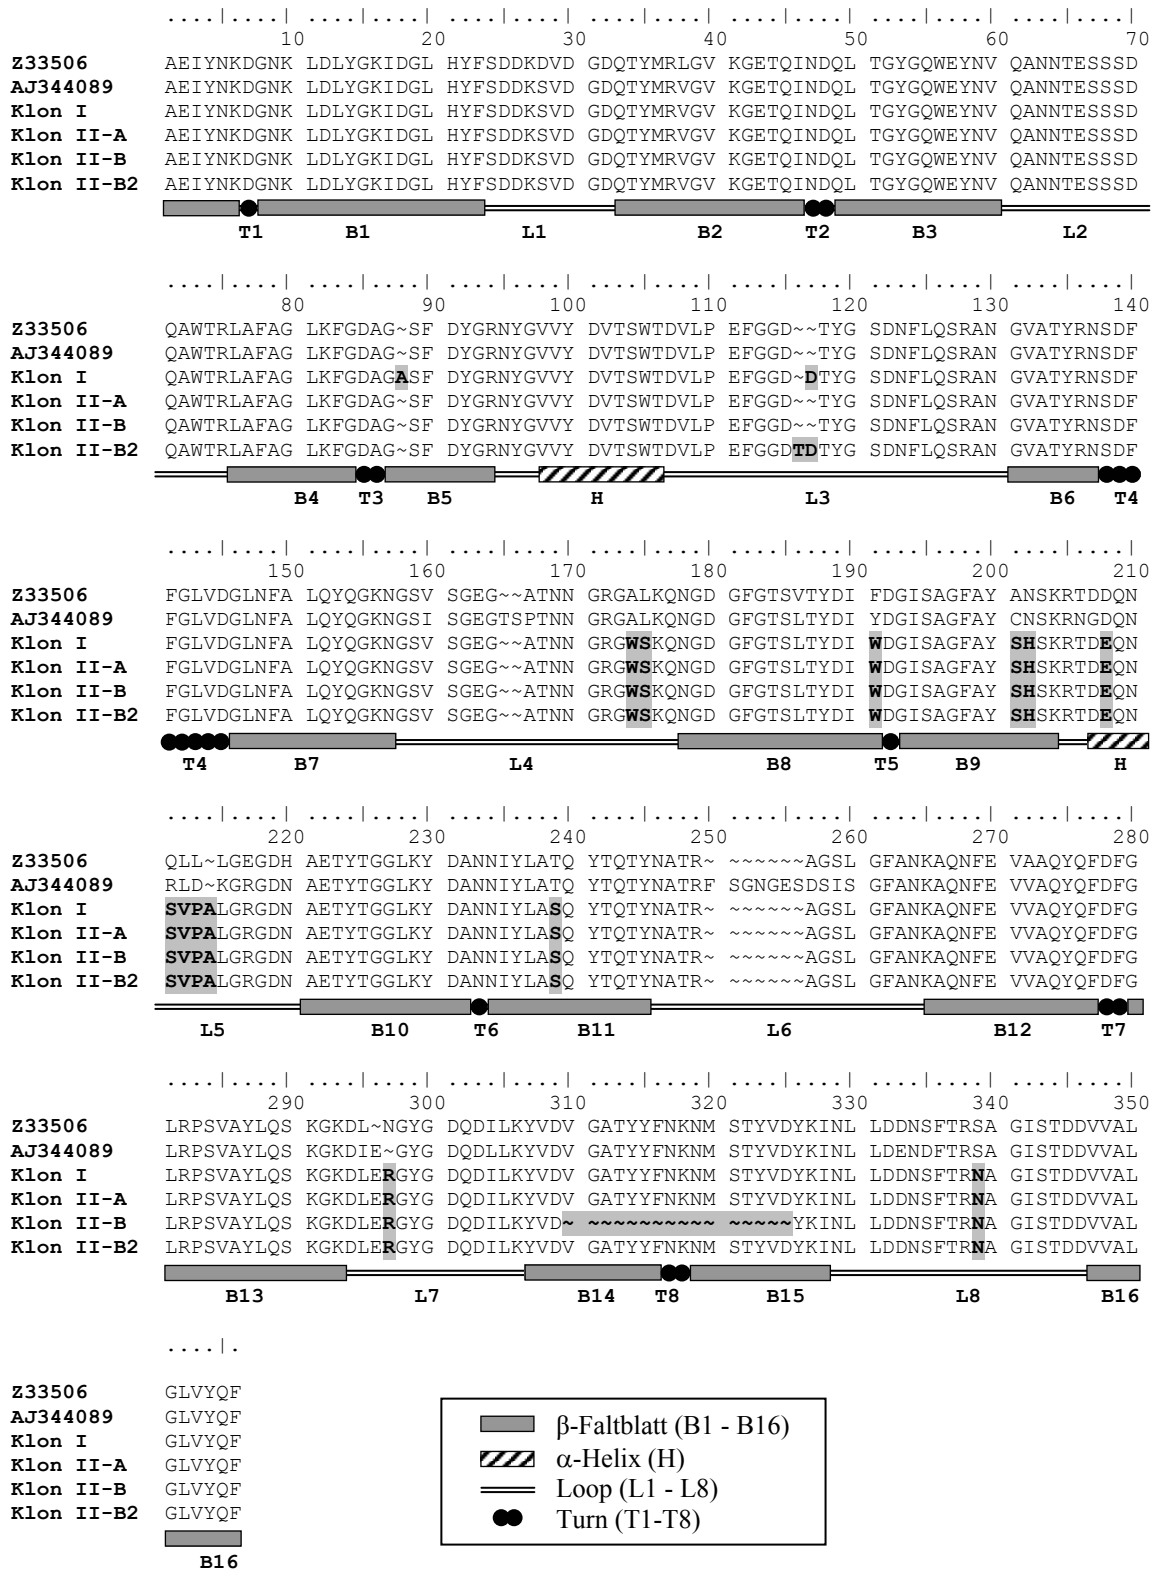 ....|....| ....|....| ....|....| ....|....| ....|....| ....|....| ....|....|
10 20 30 40 50 60 70
Z33506 AEIYNKDGNK LDLYGKIDGL HYFSDDKDVD GDQTYMRLGV KGETQINDQL TGYGQWEYNV QANNTESSSD
AJ344089 AEIYNKDGNK LDLYGKIDGL HYFSDDKSVD GDQTYMRVGV KGETQINDQL TGYGQWEYNV QANNTESSSD
Klon I AEIYNKDGNK LDLYGKIDGL HYFSDDKSVD GDQTYMRVGV KGETQINDQL TGYGQWEYNV QANNTESSSD
Klon II-A AEIYNKDGNK LDLYGKIDGL HYFSDDKSVD GDQTYMRVGV KGETQINDQL TGYGQWEYNV QANNTESSSD
Klon II-B AEIYNKDGNK LDLYGKIDGL HYFSDDKSVD GDQTYMRVGV KGETQINDQL TGYGQWEYNV QANNTESSSD
Klon II-B2 AEIYNKDGNK LDLYGKIDGL HYFSDDKSVD GDQTYMRVGV KGETQINDQL TGYGQWEYNV QANNTESSSD
T1 B1 L1 B2 T2 B3 L2
....|....| ....|....| ....|....| ....|....| ....|....| ....|....| ....|....|
80 90 100 110 120 130 140
Z33506 QAWTRLAFAG LKFGDAG~SF DYGRNYGVVY DVTSWTDVLP EFGGD~~TYG SDNFLQSRAN GVATYRNSDF
AJ344089 QAWTRLAFAG LKFGDAG~SF DYGRNYGVVY DVTSWTDVLP EFGGD~~TYG SDNFLQSRAN GVATYRNSDF
Klon I QAWTRLAFAG LKFGDAGASF DYGRNYGVVY DVTSWTDVLP EFGGD~DTYG SDNFLQSRAN GVATYRNSDF
Klon II-A QAWTRLAFAG LKFGDAG~SF DYGRNYGVVY DVTSWTDVLP EFGGD~~TYG SDNFLQSRAN GVATYRNSDF
Klon II-B QAWTRLAFAG LKFGDAG~SF DYGRNYGVVY DVTSWTDVLP EFGGD~~TYG SDNFLQSRAN GVATYRNSDF
Klon II-B2 QAWTRLAFAG LKFGDAG~SF DYGRNYGVVY DVTSWTDVLP EFGGDTDTYG SDNFLQSRAN GVATYRNSDF
B4 T3 B5 H L3 B6 T4
....|....| ....|....| ....|....| ....|....| ....|....| ....|....| ....|....|
150 160 170 180 190 200 210
Z33506 FGLVDGLNFA LQYQGKNGSV SGEG~~ATNN GRGALKQNGD GFGTSVTYDI FDGISAGFAY ANSKRTDDQN
AJ344089 FGLVDGLNFA LQYQGKNGSI SGEGTSPTNN GRGALKQNGD GFGTSLTYDI YDGISAGFAY CNSKRNGDQN
Klon I FGLVDGLNFA LQYQGKNGSV SGEG~~ATNN GRGWSKQNGD GFGTSLTYDI WDGISAGFAY SHSKRTDEQN
Klon II-A FGLVDGLNFA LQYQGKNGSV SGEG~~ATNN GRGWSKQNGD GFGTSLTYDI WDGISAGFAY SHSKRTDEQN
Klon II-B FGLVDGLNFA LQYQGKNGSV SGEG~~ATNN GRGWSKQNGD GFGTSLTYDI WDGISAGFAY SHSKRTDEQN
Klon II-B2 FGLVDGLNFA LQYQGKNGSV SGEG~~ATNN GRGWSKQNGD GFGTSLTYDI WDGISAGFAY SHSKRTDEQN
T4 B7 L4 B8 T5 B9 H
....|....| ....|....| ....|....| ....|....| ....|....| ....|....| ....|....|
220 230 240 250 260 270 280
Z33506 QLL~LGEGDH AETYTGGLKY DANNIYLATQ YTQTYNATR~ ~~~~~~AGSL GFANKAQNFE VAAQYQFDFG
AJ344089 RLD~KGRGDN AETYTGGLKY DANNIYLATQ YTQTYNATRF SGNGESDSIS GFANKAQNFE VVAQYQFDFG
Klon I SVPALGRGDN AETYTGGLKY DANNIYLASQ YTQTYNATR~ ~~~~~~AGSL GFANKAQNFE VVAQYQFDFG
Klon II-A SVPALGRGDN AETYTGGLKY DANNIYLASQ YTQTYNATR~ ~~~~~~AGSL GFANKAQNFE VVAQYQFDFG
Klon II-B SVPALGRGDN AETYTGGLKY DANNIYLASQ YTQTYNATR~ ~~~~~~AGSL GFANKAQNFE VVAQYQFDFG
Klon II-B2 SVPALGRGDN AETYTGGLKY DANNIYLASQ YTQTYNATR~ ~~~~~~AGSL GFANKAQNFE VVAQYQFDFG
L5 B10 T6 B11 L6 B12 T7
....|....| ....|....| ....|....| ....|....| ....|....| ....|....| ....|....|
290 300 310 320 330 340 350
Z33506 LRPSVAYLQS KGKDL~NGYG DQDILKYVDV GATYYFNKNM STYVDYKINL LDDNSFTRSA GISTDDVVAL
AJ344089 LRPSVAYLQS KGKDIE~GYG DQDLLKYVDV GATYYFNKNM STYVDYKINL LDENDFTRSA GISTDDVVAL
Klon I LRPSVAYLQS KGKDLERGYG DQDILKYVDV GATYYFNKNM STYVDYKINL LDDNSFTRNA GISTDDVVAL
Klon II-A LRPSVAYLQS KGKDLERGYG DQDILKYVDV GATYYFNKNM STYVDYKINL LDDNSFTRNA GISTDDVVAL
Klon II-B LRPSVAYLQS KGKDLERGYG DQDILKYVD~ ~~~~~~~~~~ ~~~~~YKINL LDDNSFTRNA GISTDDVVAL
Klon II-B2 LRPSVAYLQS KGKDLERGYG DQDILKYVDV GATYYFNKNM STYVDYKINL LDDNSFTRNA GISTDDVVAL
B13 L7 B14 T8 B15 L8 B16
....|.
Z33506 GLVYQF
AJ344089 GLVYQF
Klon I GLVYQF
Klon II-A GLVYQF
Klon II-B GLVYQF
Klon II-B2 GLVYQF
B16
β-Faltblatt (B1 - B16)
α-Helix (H)
Loop (L1 - L8)
Turn (T1-T8)